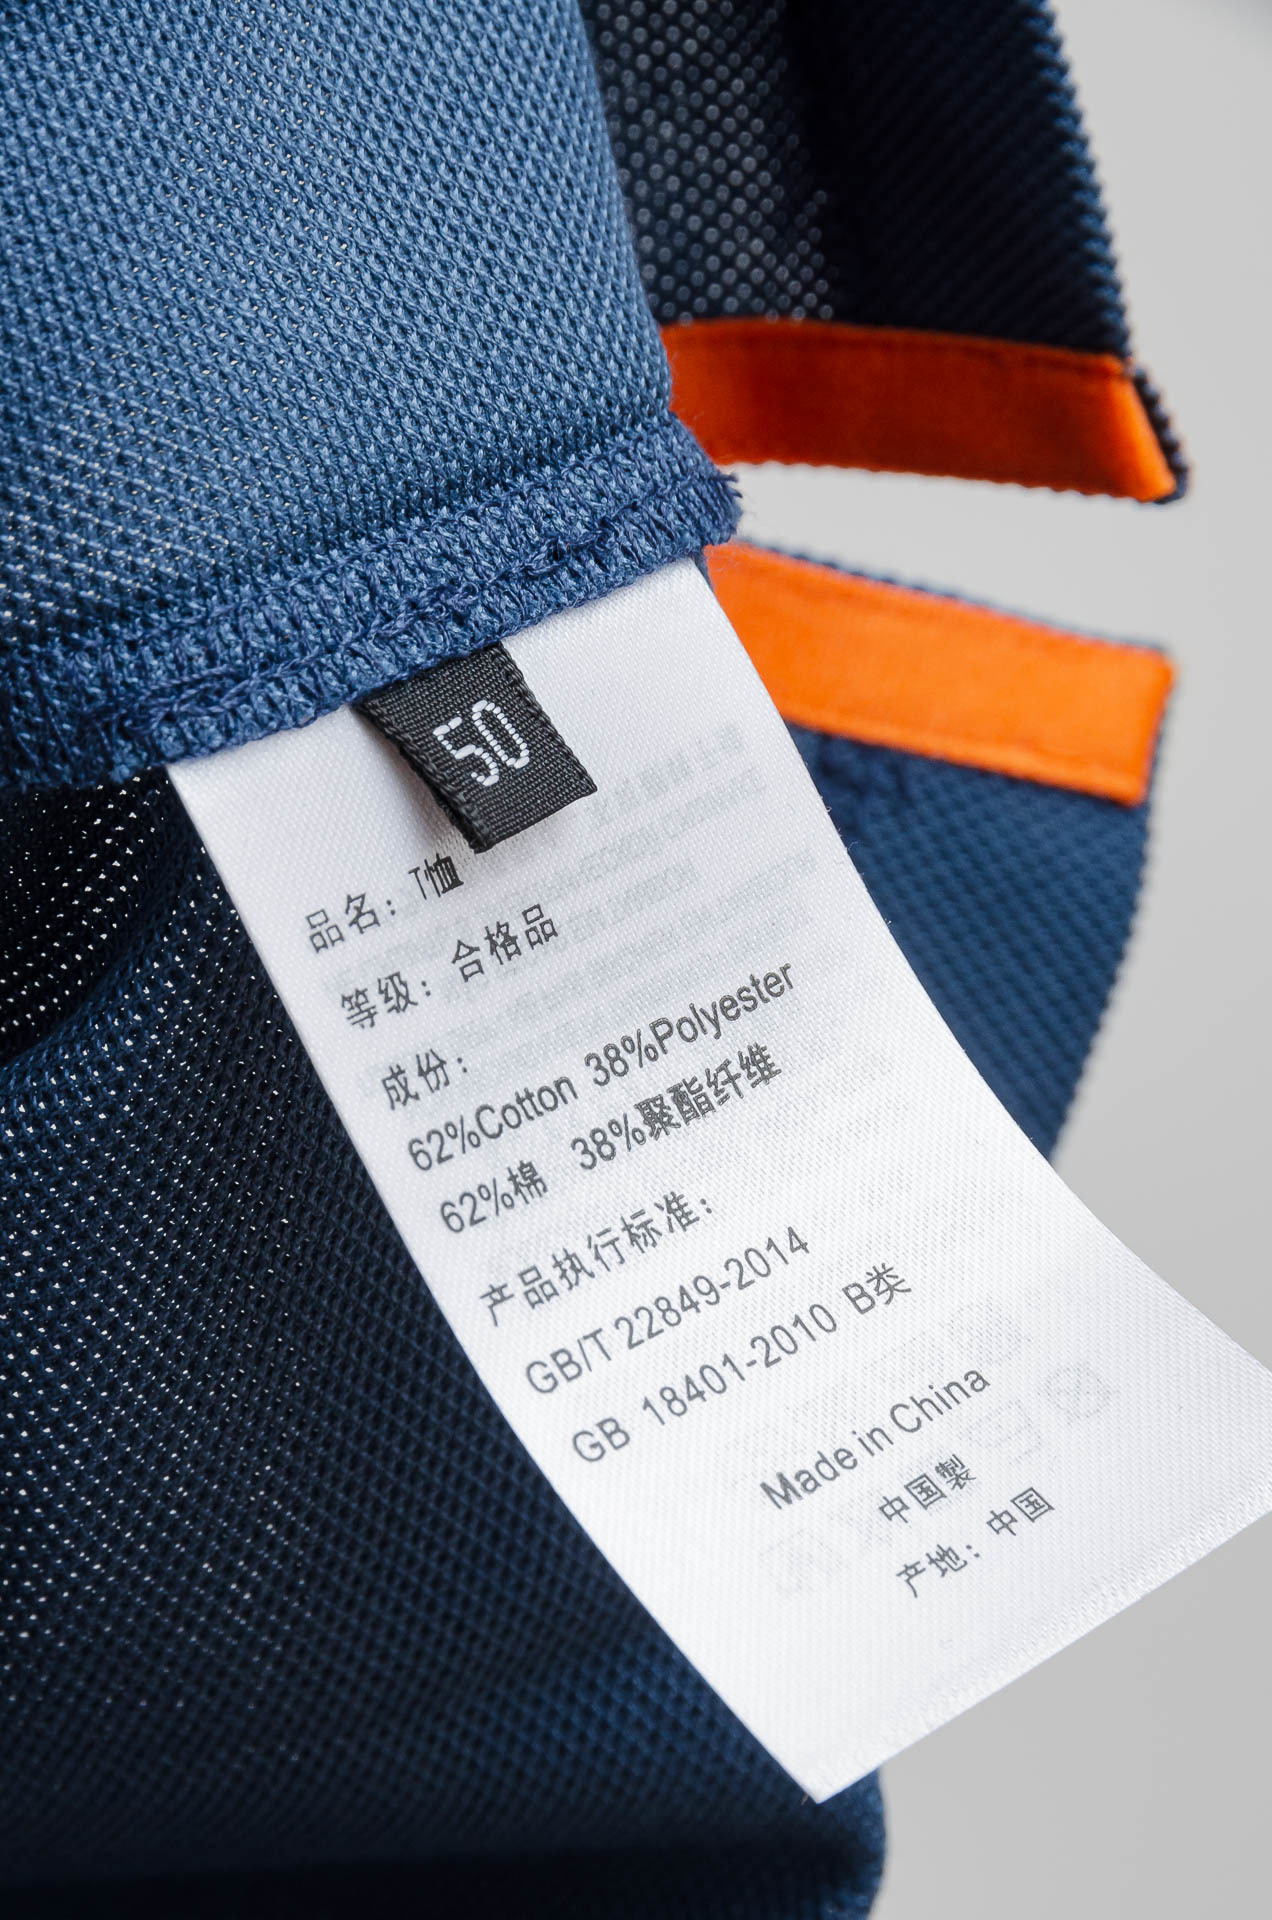 50
品名：T恤
等级：合格品
成份：
62%Cotton 38%Polyester
62%棉 38%聚酯纤维
产品执行标准：
GB/T 22849-2014
GB 18401-2010 B类
Made in China
中国製
产地：中国